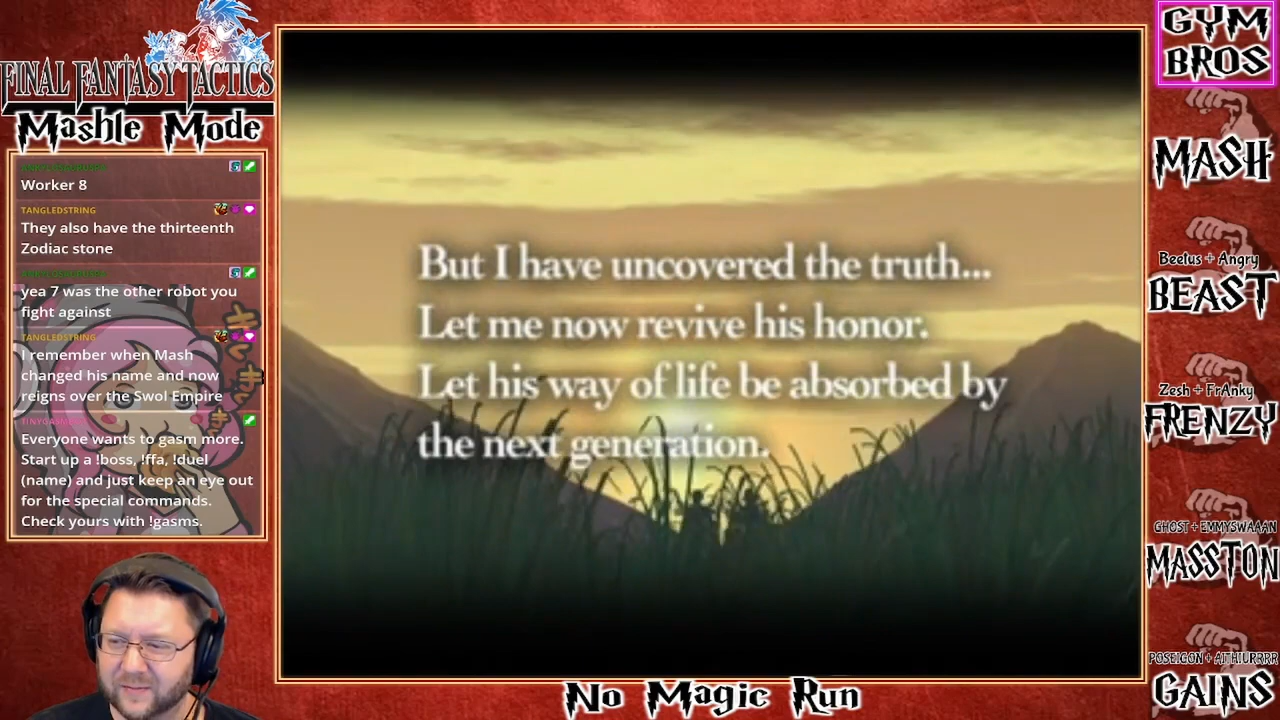 FINAL FANTASY TACTICS
Mashle Mode
Worker 8
TANGLEDSTRING
They also have the thirteenth
Zodiac stone
yea 7 was the other robot you
fight against
TANGLEDSTRING
I remember when Mash
changed his name and now
reigns over the Swol Empire
Everyone wants to gasm more.
Start up a !boss, !ffa, !duel
(name) and just keep an eye out
for the special commands.
Check yours with !gasms.
But I have uncovered the truth...
Let me now revive his honor.
Let his way of life be absorbed by
the next generation.
No Magic Run
GYM
BROS
MASH
Beelus + Angry
BEAST
Zesh + FrAnky
FRENZY
GHOST + EMMYSWAAAN
MASSTON
POSEIGON + ATHIURRRR
GAINS